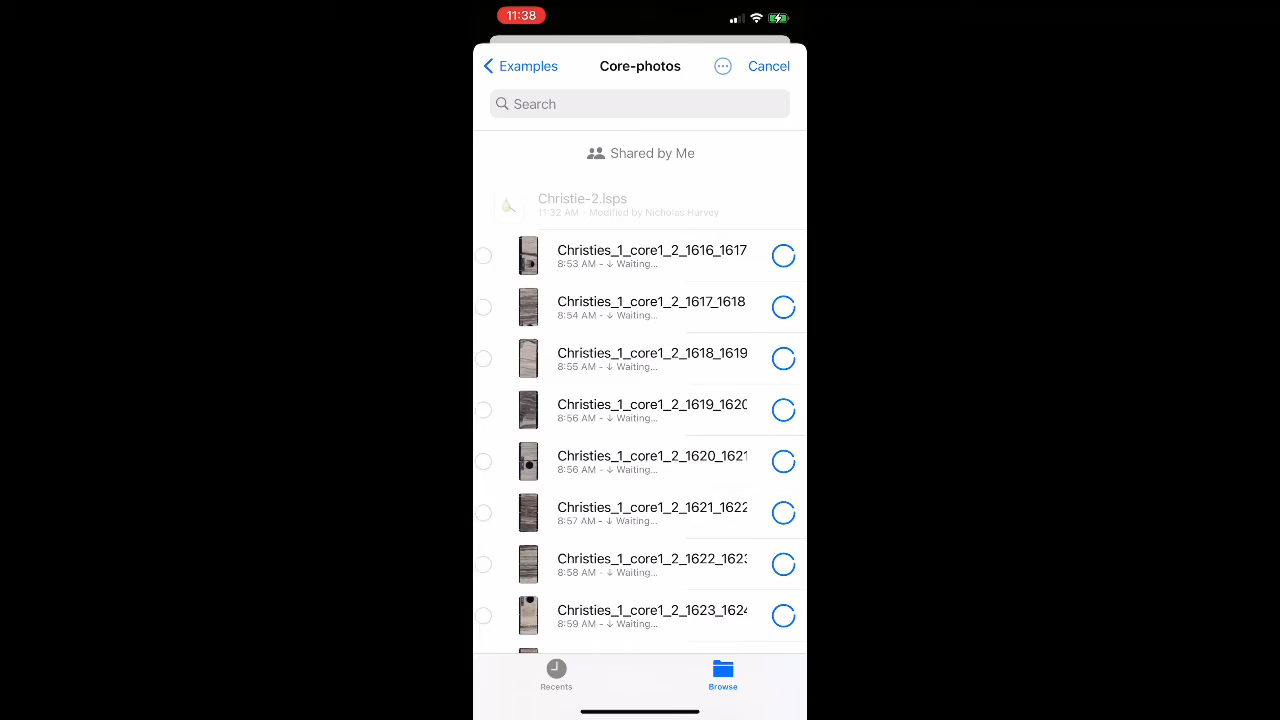 11:38
Examples
Core-photos
Cancel
Search
Shared by Me
Christie-2.lsps
11:32 AM - Modified by Nicholas Harvey
Christies_1_core1_2_1616_1617
8:53 AM - ↓ Waiting...
Christies_1_core1_2_1617_1618
8:54 AM - ↓ Waiting...
Christies_1_core1_2_1618_1619
8:55 AM - ↓ Waiting...
Christies_1_core1_2_1619_1620
8:56 AM - ↓ Waiting...
Christies_1_core1_2_1620_1621
8:56 AM - ↓ Waiting...
Christies_1_core1_2_1621_1622
8:57 AM - ↓ Waiting...
Christies_1_core1_2_1622_1623
8:58 AM - ↓ Waiting...
Christies_1_core1_2_1623_1624
8:59 AM - ↓ Waiting...
Recents
Browse